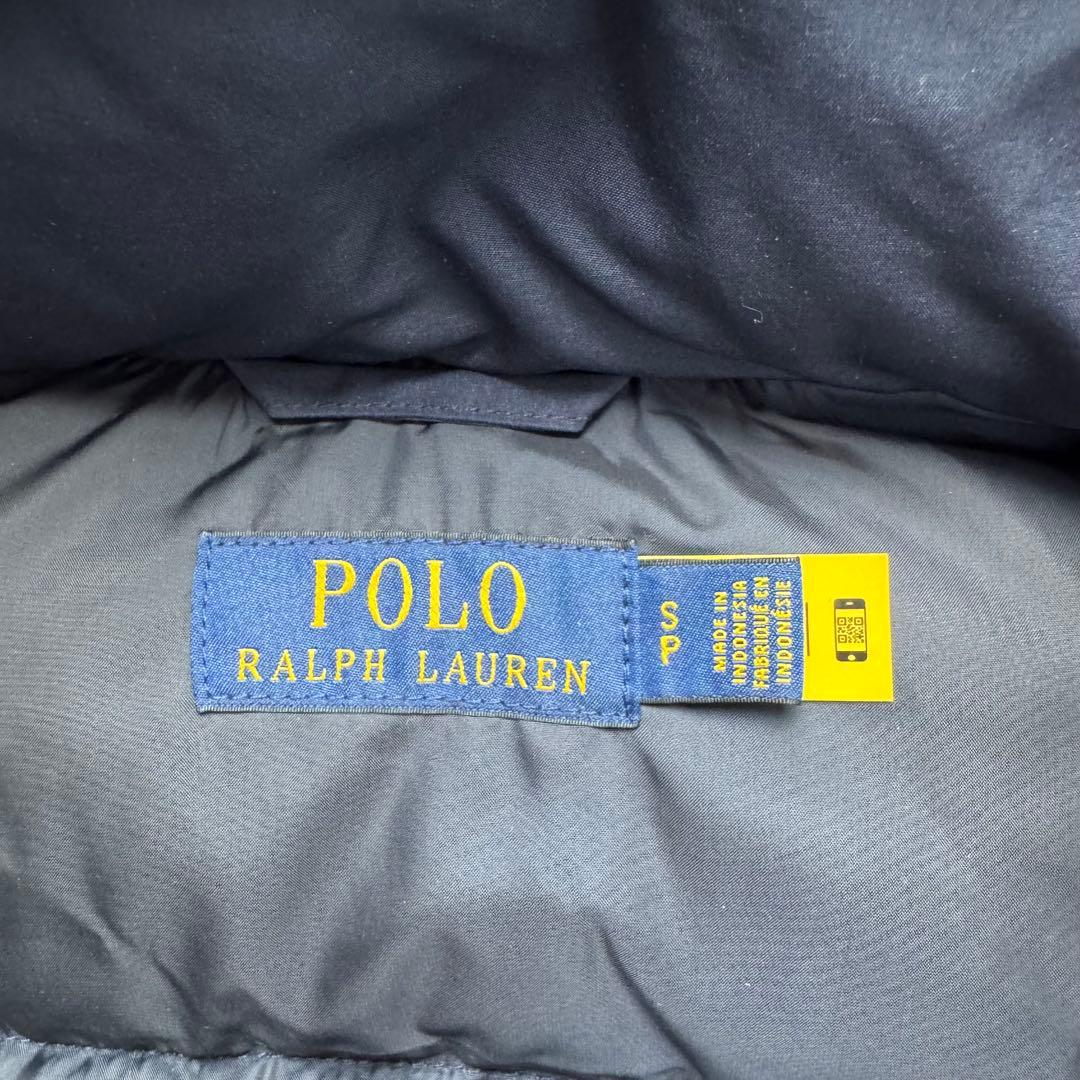 POLO
RALPH LAUREN
S
P
MADE IN
INDONESIA
FABRIQUÉ EN
INDONÉSIE